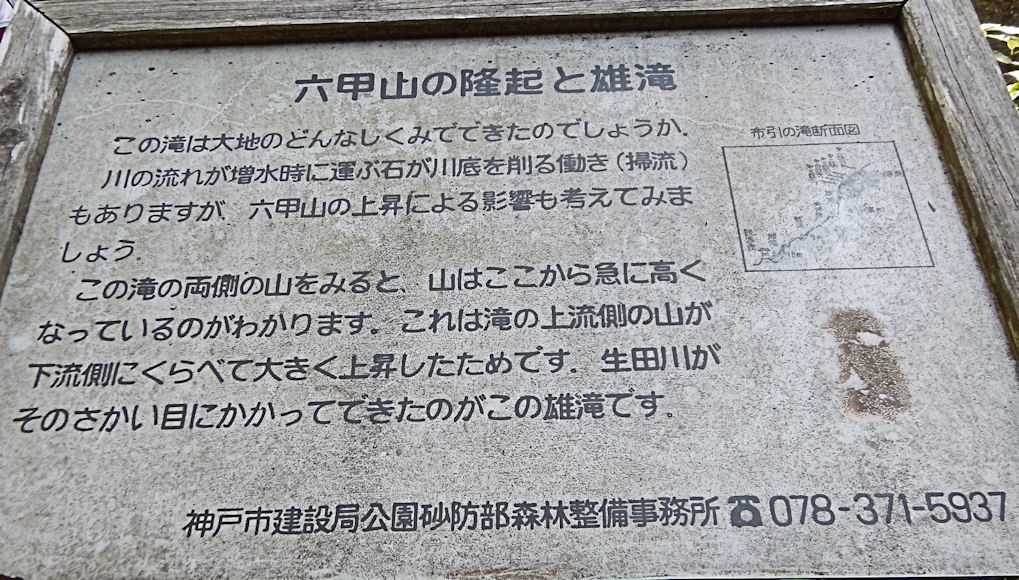 六甲山の隆起と雄滝
この滝は大地のどんなしくみでできたのでしょうか．
川の流れが増水時に運ぶ石が川底を削る働き（掃流）
もありますが．六甲山の上昇による影響も考えてみま
しょう．
この滝の両側の山をみると、山はここから急に高く
なっているのがわかります。これは滝の上流側の山が
下流側にくらべて大きく上昇したためです．生田川が
そのさかい目にかかってできたのがこの雄滝です．
布引の滝断面図
神戸市建設局公園砂防部森林整備事務所 ☎078-371-5937